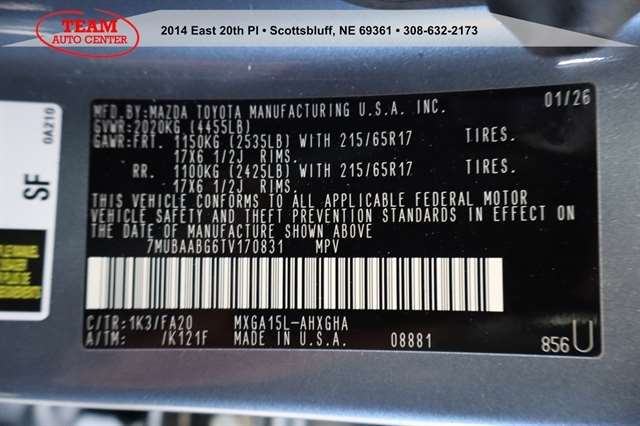 TEAM
AUTO CENTER
2014 East 20th Pl • Scottsbluff, NE 69361 • 308-632-2173
0A210
SF
MFD.BY:MAZDA TOYOTA MANUFACTURING U.S.A. INC. 01/26
GVWR:2020KG (4455LB)
GAWR:FRT. 1150KG (2535LB) WITH 215/65R17 TIRES.
17X6 1/2J RIMS.
RR. 1100KG (2425LB) WITH 215/65R17 TIRES.
17X6 1/2J RIMS.
THIS VEHICLE CONFORMS TO ALL APPLICABLE FEDERAL MOTOR
VEHICLE SAFETY AND THEFT PREVENTION STANDARDS IN EFFECT ON
THE DATE OF MANUFACTURE SHOWN ABOVE
7MUBAABG6TV170831 MPV
C/TR:1K3/FA20 MXGA15L-AHXGHA
A/TM: /K121F MADE IN U.S.A. 08881 856U